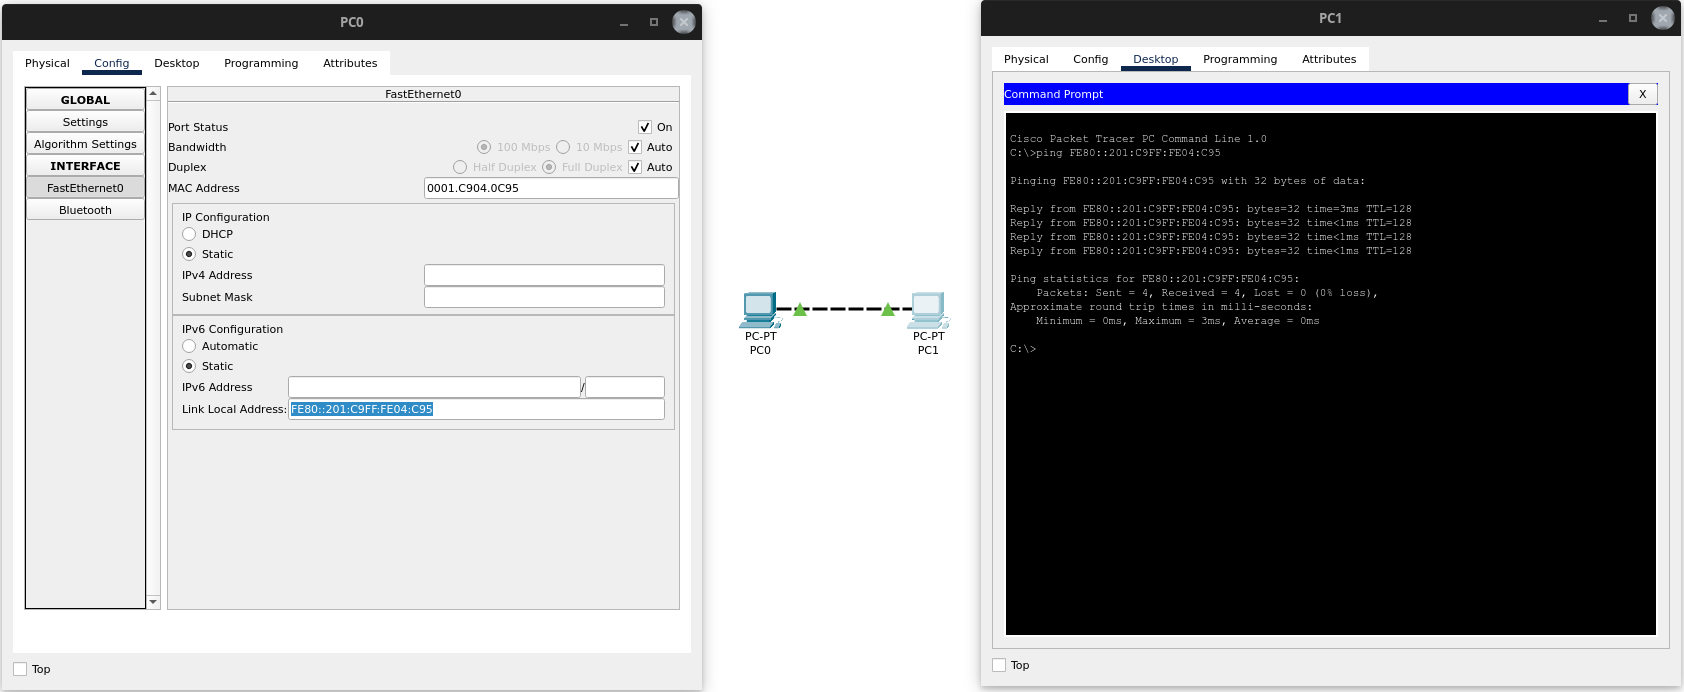 PC0
Physical Config Desktop Programming Attributes
GLOBAL
Settings
Algorithm Settings
INTERFACE
FastEthernet0
Bluetooth
FastEthernet0
Port Status On
Bandwidth 100 Mbps 10 Mbps Auto
Duplex Half Duplex Full Duplex Auto
MAC Address 0001.C904.0C95
IP Configuration
DHCP
Static
IPv4 Address
Subnet Mask
IPv6 Configuration
Automatic
Static
IPv6 Address /
Link Local Address: FE80::201:C9FF:FE04:C95
Top
PC-PT
PC0
PC-PT
PC1
PC1
Physical Config Desktop Programming Attributes
Command Prompt X
Cisco Packet Tracer PC Command Line 1.0
C:\>ping FE80::201:C9FF:FE04:C95
Pinging FE80::201:C9FF:FE04:C95 with 32 bytes of data:
Reply from FE80::201:C9FF:FE04:C95: bytes=32 time=3ms TTL=128
Reply from FE80::201:C9FF:FE04:C95: bytes=32 time<1ms TTL=128
Reply from FE80::201:C9FF:FE04:C95: bytes=32 time<1ms TTL=128
Reply from FE80::201:C9FF:FE04:C95: bytes=32 time<1ms TTL=128
Ping statistics for FE80::201:C9FF:FE04:C95:
Packets: Sent = 4, Received = 4, Lost = 0 (0% loss),
Approximate round trip times in milli-seconds:
Minimum = 0ms, Maximum = 3ms, Average = 0ms
C:\>
Top